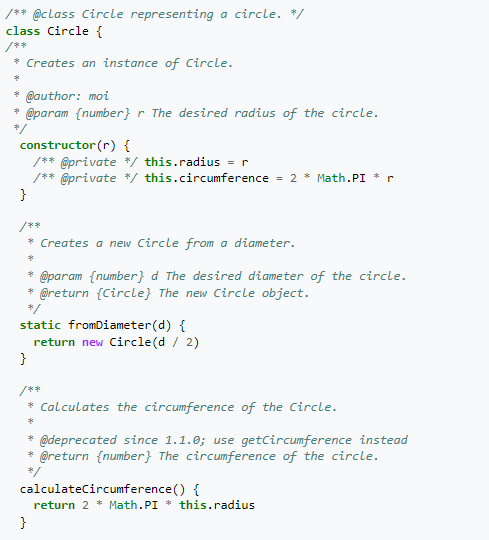 /** @class Circle representing a circle. */
class Circle {
/**
 * Creates an instance of Circle.
 *
 * @author: moi
 * @param {number} r The desired radius of the circle.
 */
  constructor(r) {
    /** @private */ this.radius = r
    /** @private */ this.circumference = 2 * Math.PI * r
  }

  /**
   * Creates a new Circle from a diameter.
   *
   * @param {number} d The desired diameter of the circle.
   * @return {Circle} The new Circle object.
   */
  static fromDiameter(d) {
    return new Circle(d / 2)
  }

  /**
   * Calculates the circumference of the Circle.
   *
   * @deprecated since 1.1.0; use getCircumference instead
   * @return {number} The circumference of the circle.
   */
  calculateCircumference() {
    return 2 * Math.PI * this.radius
  }